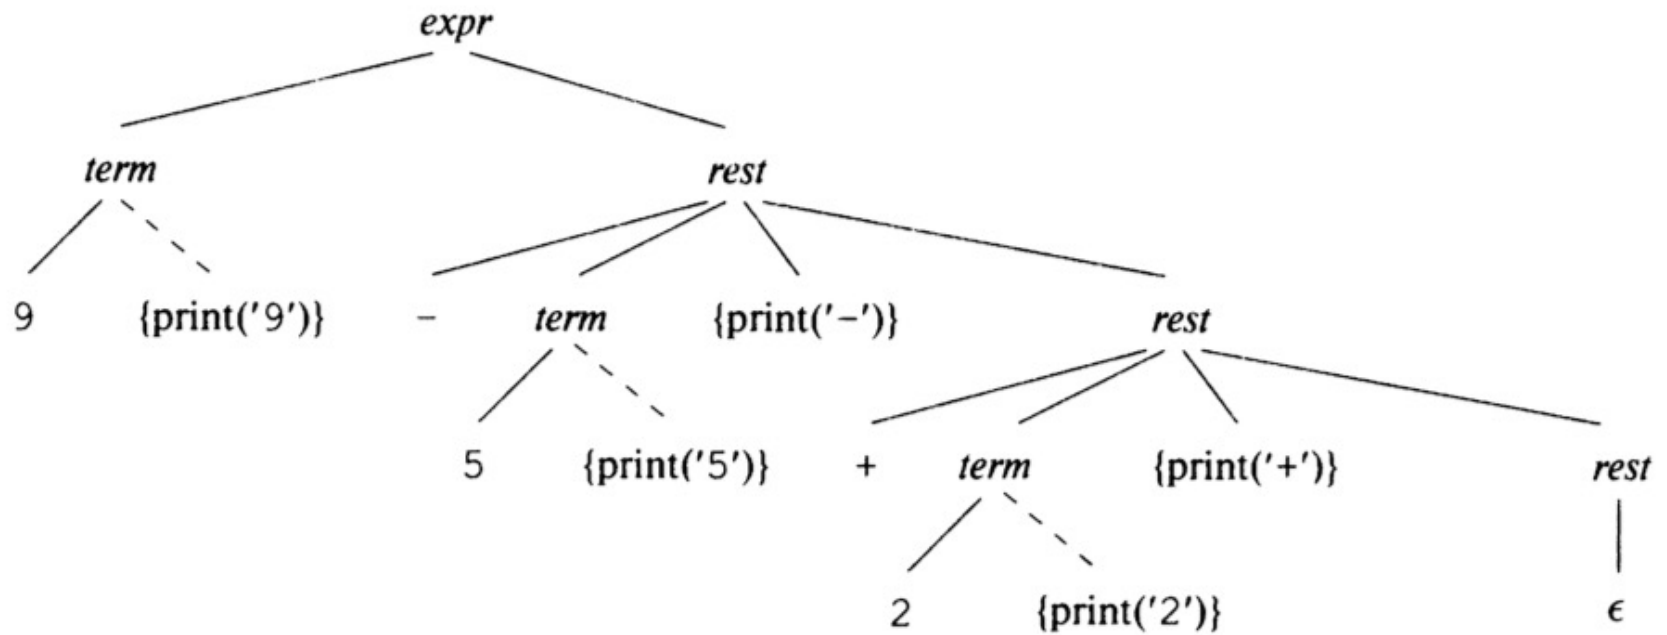 expr
term rest
9 {print('9')} - term {print('-')} rest
5 {print('5')} + term {print('+')} rest
2 {print('2')} ϵ